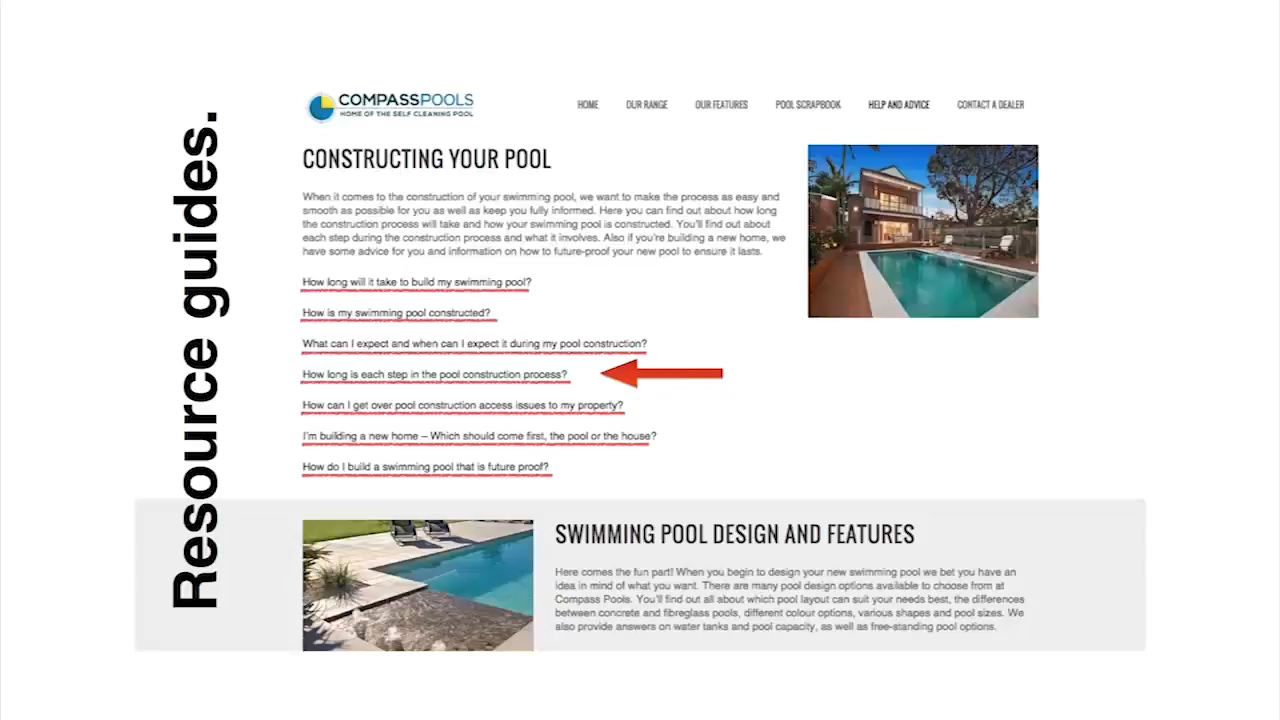 Resource guides.
COMPASSPOOLS
HOME OF THE SELF CLEANING POOL
HOME OUR RANGE OUR FEATURES POOL SCRAPBOOK HELP AND ADVICE CONTACT A DEALER
CONSTRUCTING YOUR POOL
When it comes to the construction of your swimming pool, we want to make the process as easy and
smooth as possible for you as well as keep you fully informed. Here you can find out about how long
the construction process will take and how your swimming pool is constructed. You'll find out about
each step during the construction process and what it involves. Also if you're building a new home, we
have some advice for you and information on how to future-proof your new pool to ensure it lasts.
How long will it take to build my swimming pool?
How is my swimming pool constructed?
What can I expect and when can I expect it during my pool construction?
How long is each step in the pool construction process?
How can I get over pool construction access issues to my property?
I'm building a new home – Which should come first, the pool or the house?
How do I build a swimming pool that is future proof?
SWIMMING POOL DESIGN AND FEATURES
Here comes the fun part! When you begin to design your new swimming pool we bet you have an
idea in mind of what you want. There are many pool design options available to choose from at
Compass Pools. You'll find out all about which pool layout can suit your needs best, the differences
between concrete and fibreglass pools, different colour options, various shapes and pool sizes. We
also provide answers on water tanks and pool capacity, as well as free-standing pool options.